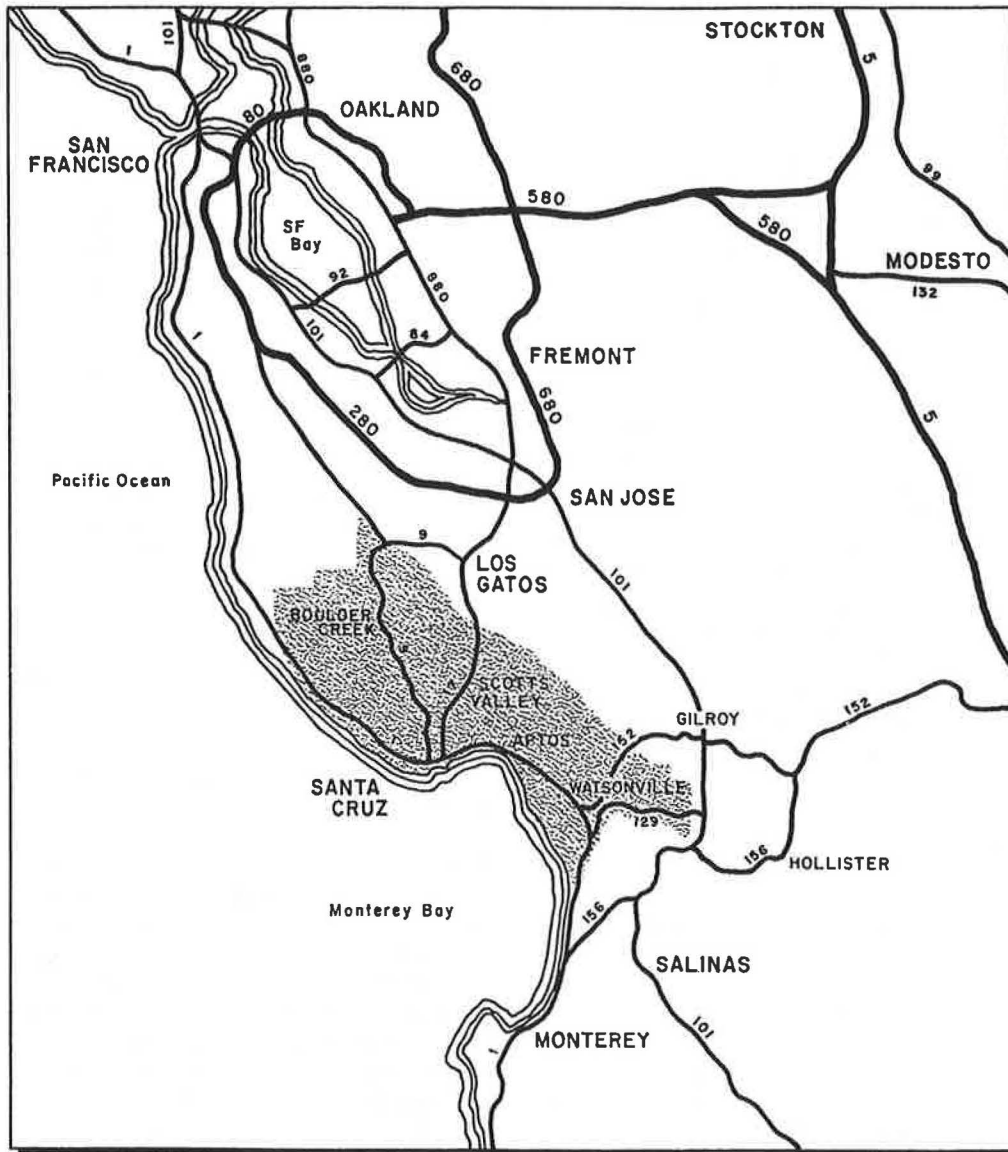 STOCKTON
1
101
880
680
5
80
OAKLAND
SAN
FRANCISCO
99
580
SF
Bay
580
92
880
MODESTO
132
101
84
1
FREMONT
280
680
5
Pacific Ocean
SAN JOSE
9
LOS
GATOS
101
BOULDER
CREEK
9
SCOTTS
VALLEY
152
GILROY
1
APTOS
152
SANTA
CRUZ
WATSONVILLE
129
156
HOLLISTER
Monterey Bay
156
SALINAS
101
MONTEREY
1